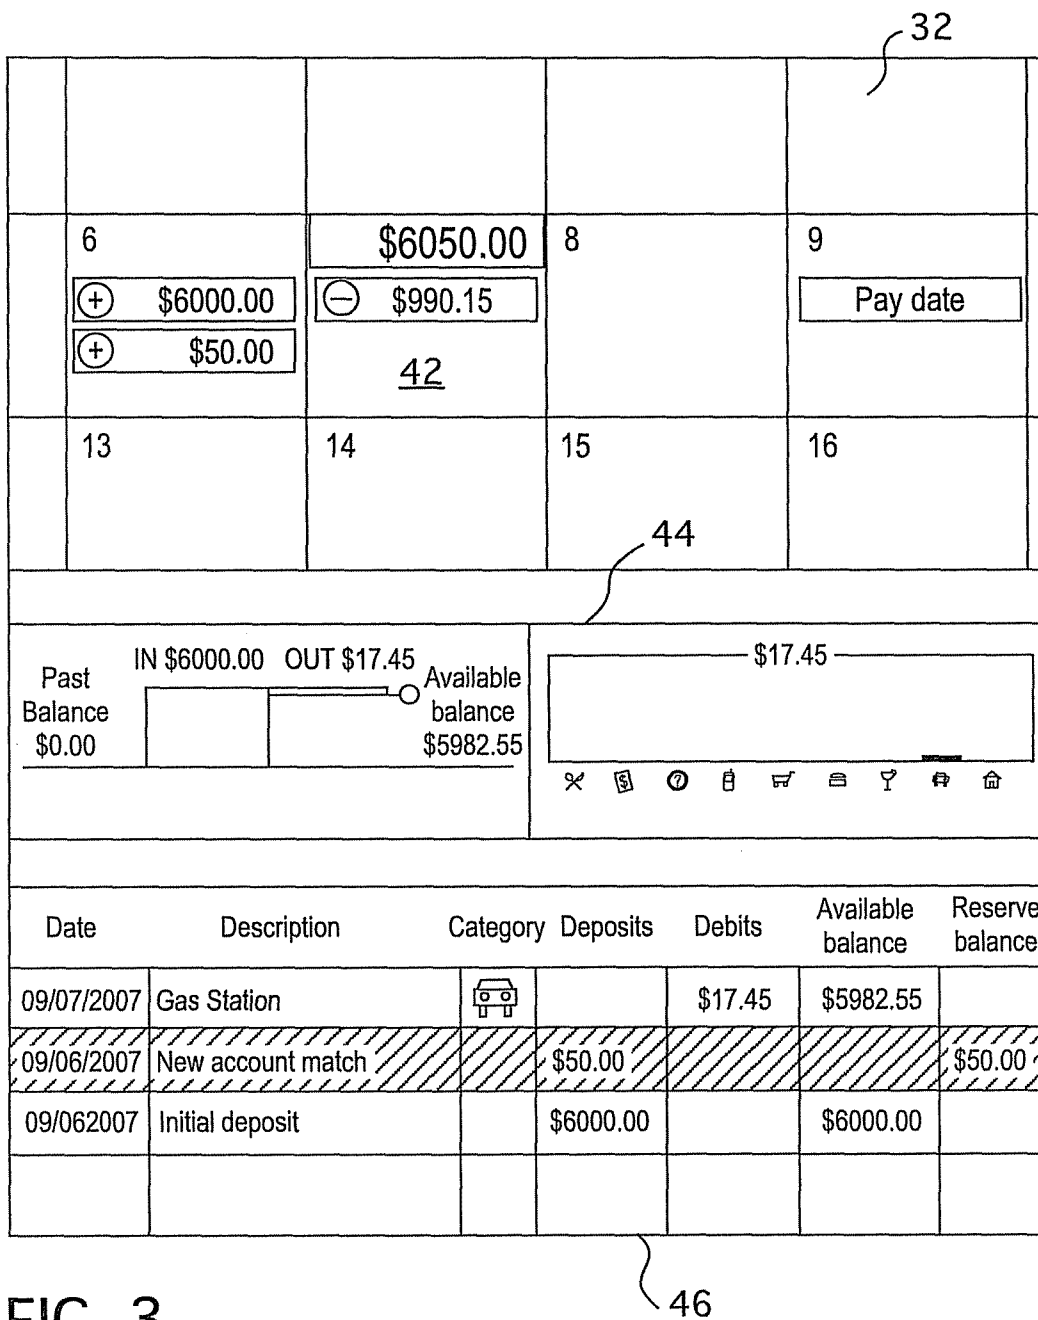 32
6 $6050.00 8 9
+ $6000.00 − $990.15 Pay date
+ $50.00
42
13 14 15 16
44
IN $6000.00 OUT $17.45
Past
Balance
$0.00
Available
balance
$5982.55
$17.45
Date Description Category Deposits Debits Available balance Reserve balance
09/07/2007 Gas Station $17.45 $5982.55
09/06/2007 New account match $50.00 $50.00
09/062007 Initial deposit $6000.00 $6000.00
46
FIG. 3